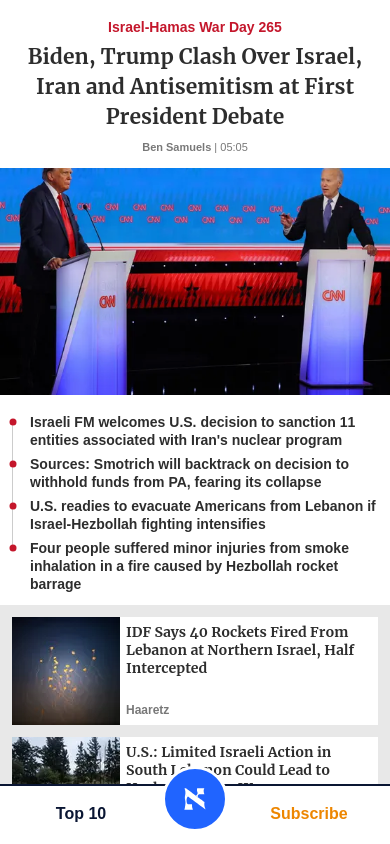 Israel-Hamas War Day 265
Biden, Trump Clash Over Israel,
Iran and Antisemitism at First
President Debate
Ben Samuels | 05:05
CNN
CNN
Israeli FM welcomes U.S. decision to sanction 11
entities associated with Iran's nuclear program
Sources: Smotrich will backtrack on decision to
withhold funds from PA, fearing its collapse
U.S. readies to evacuate Americans from Lebanon if
Israel-Hezbollah fighting intensifies
Four people suffered minor injuries from smoke
inhalation in a fire caused by Hezbollah rocket
barrage
IDF Says 40 Rockets Fired From
Lebanon at Northern Israel, Half
Intercepted
Haaretz
U.S.: Limited Israeli Action in
South Lebanon Could Lead to
Top 10
Subscribe